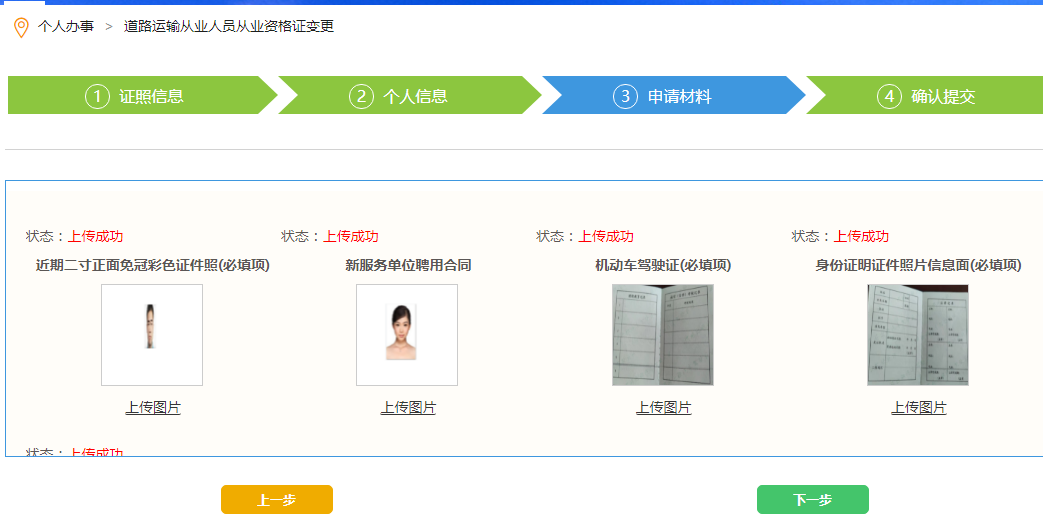 个人办事 > 道路运输从业人员从业资格证变更
1 证照信息
2 个人信息
3 申请材料
4 确认提交
状态：上传成功
近期二寸正面免冠彩色证件照(必填项)
上传图片
状态：上传成功
新服务单位聘用合同
上传图片
状态：上传成功
机动车驾驶证(必填项)
上传图片
状态：上传成功
身份证明证件照片信息面(必填项)
上传图片
状态：上传成功
上一步
下一步